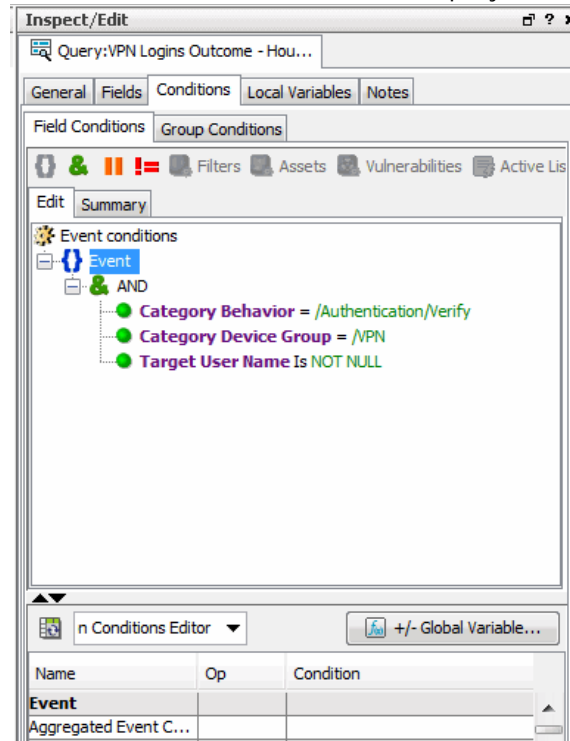 Inspect/Edit
?
Query:VPN Logins Outcome - Hou...
General Fields Conditions Local Variables Notes
Field Conditions Group Conditions
{} & != Filters Assets Vulnerabilities Active Lis
Edit Summary
Event conditions
{} Event
& AND
Category Behavior = /Authentication/Verify
Category Device Group = /VPN
Target User Name Is NOT NULL
n Conditions Editor
+/- Global Variable...
Name Op Condition
Event
Aggregated Event C...